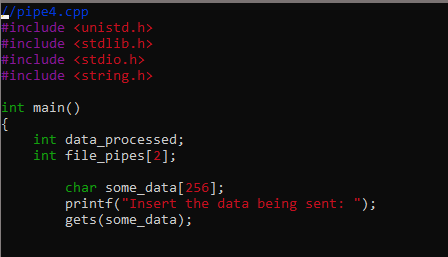 //pipe4.cpp
#include <unistd.h>
#include <stdlib.h>
#include <stdio.h>
#include <string.h>
int main()
{
    int data_processed;
    int file_pipes[2];
        char some_data[256];
        printf("Insert the data being sent: ");
        gets(some_data);